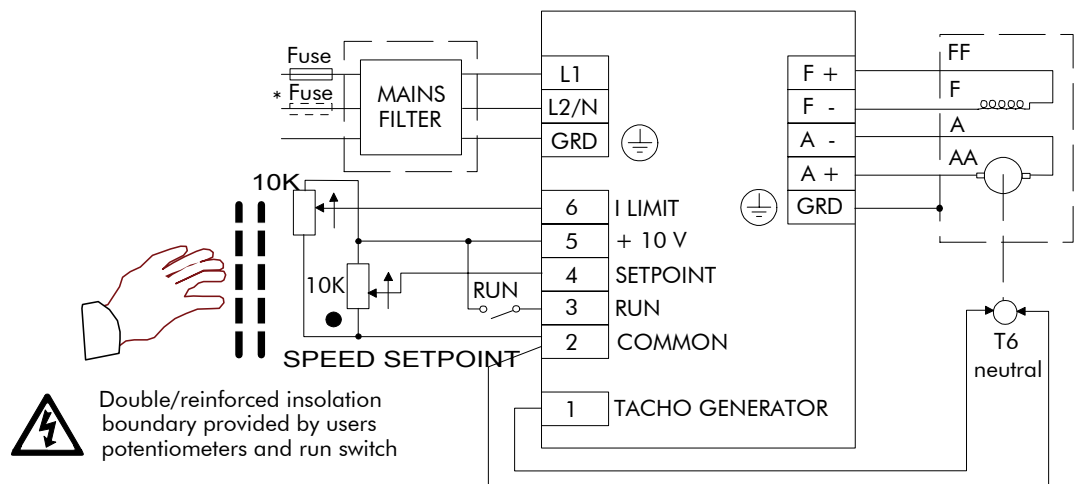 Fuse
* Fuse
MAINS
FILTER
L1
L2/N
GRD
F +
F -
A -
A +
GRD
FF
F
A
AA
10K
10K
RUN
SPEED SETPOINT
6 I LIMIT
5 + 10 V
4 SETPOINT
3 RUN
2 COMMON
1 TACHO GENERATOR
T6
neutral
Double/reinforced insolation
boundary provided by users
potentiometers and run switch